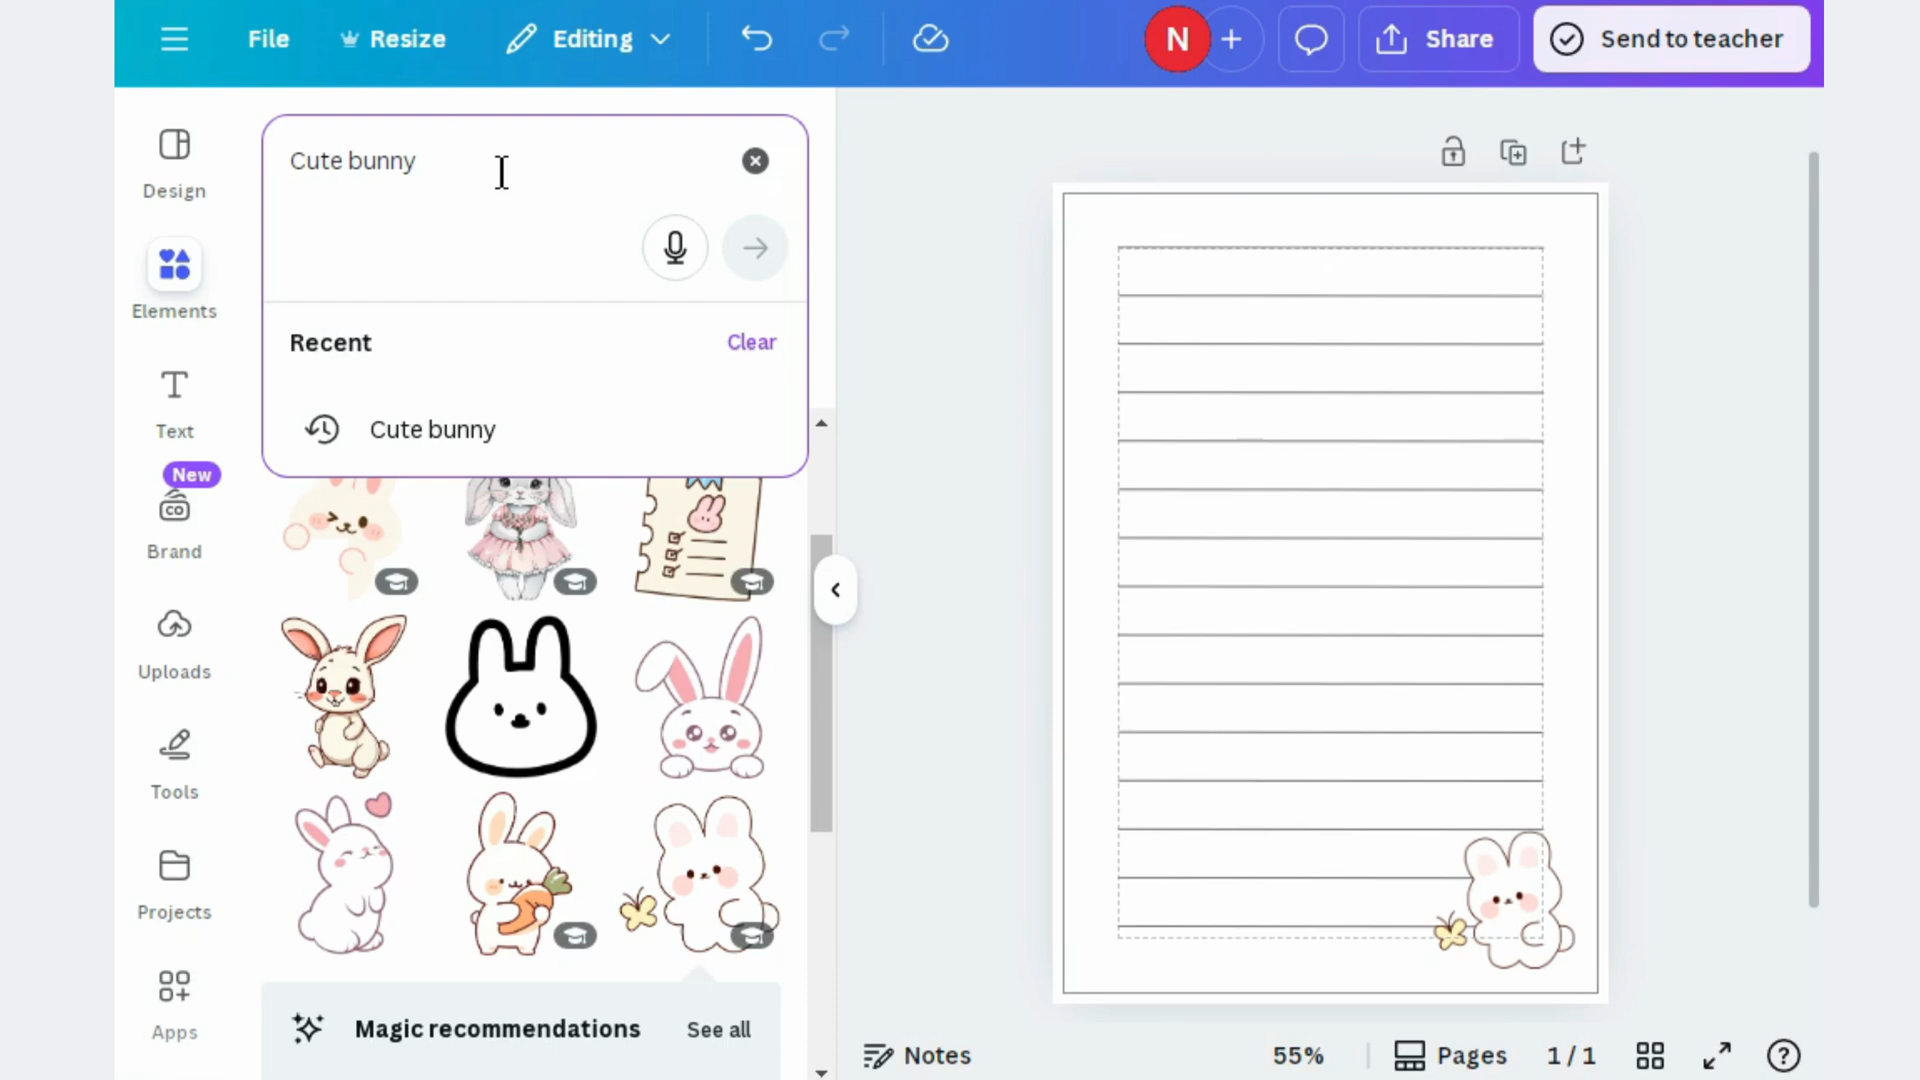 File
Resize
Editing
N
+
Share
Send to teacher
Design
Elements
Text
New
Brand
Uploads
Tools
Projects
Apps
Cute bunny
Recent
Clear
Cute bunny
Magic recommendations
See all
Notes
55%
Pages
1 / 1
?